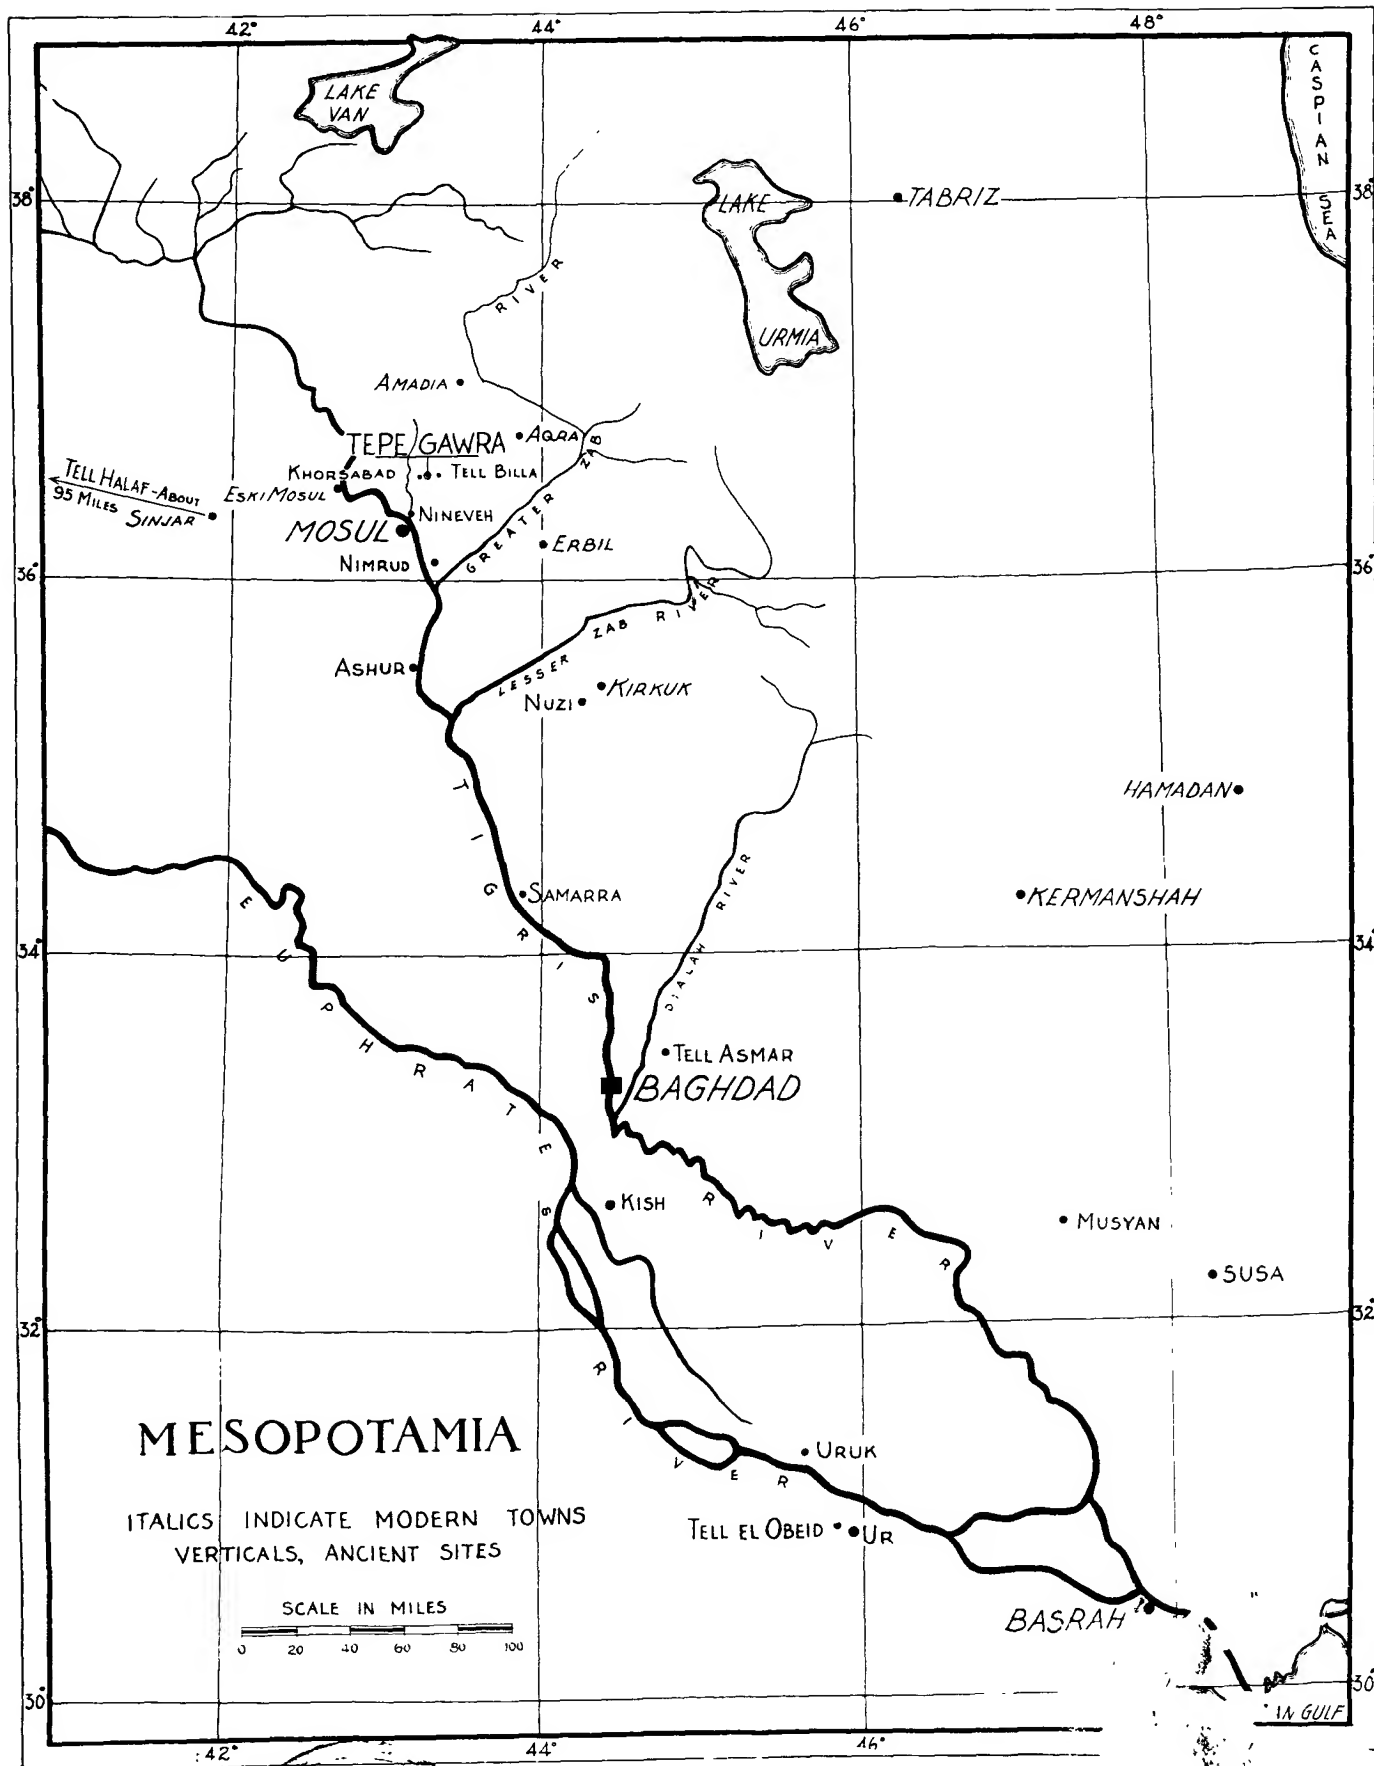 42° 44° 46° 48°
LAKE
VAN
CASPIAN SEA
38° 38°
LAKE
URMIA
TABRIZ
RIVER
AMADIA
TEPE GAWRA
AQRA
KHORSABAD
TELL BILLA
TELL HALAF-ABOUT
95 MILES
ESKI MOSUL
SINJAR
NINEVEH
MOSUL
GREATER ZAB
ERBIL
NIMRUD
36° 36°
LESSER ZAB RIVER
ASHUR
KIRKUK
NUZI
HAMADAN
TIGRIS
SAMARRA
KERMANSHAH
DIALAH RIVER
EUPHRATES
34° 34°
TELL ASMAR
BAGHDAD
KISH
RIVER
MUSYAN
SUSA
32° 32°
RIVER
MESOPOTAMIA
URUK
ITALICS INDICATE MODERN TOWNS
VERTICALS, ANCIENT SITES
TELL EL OBEID
UR
SCALE IN MILES
0 20 40 60 80 100
BASRAH
30° 30°
IN GULF
42° 44° 46°